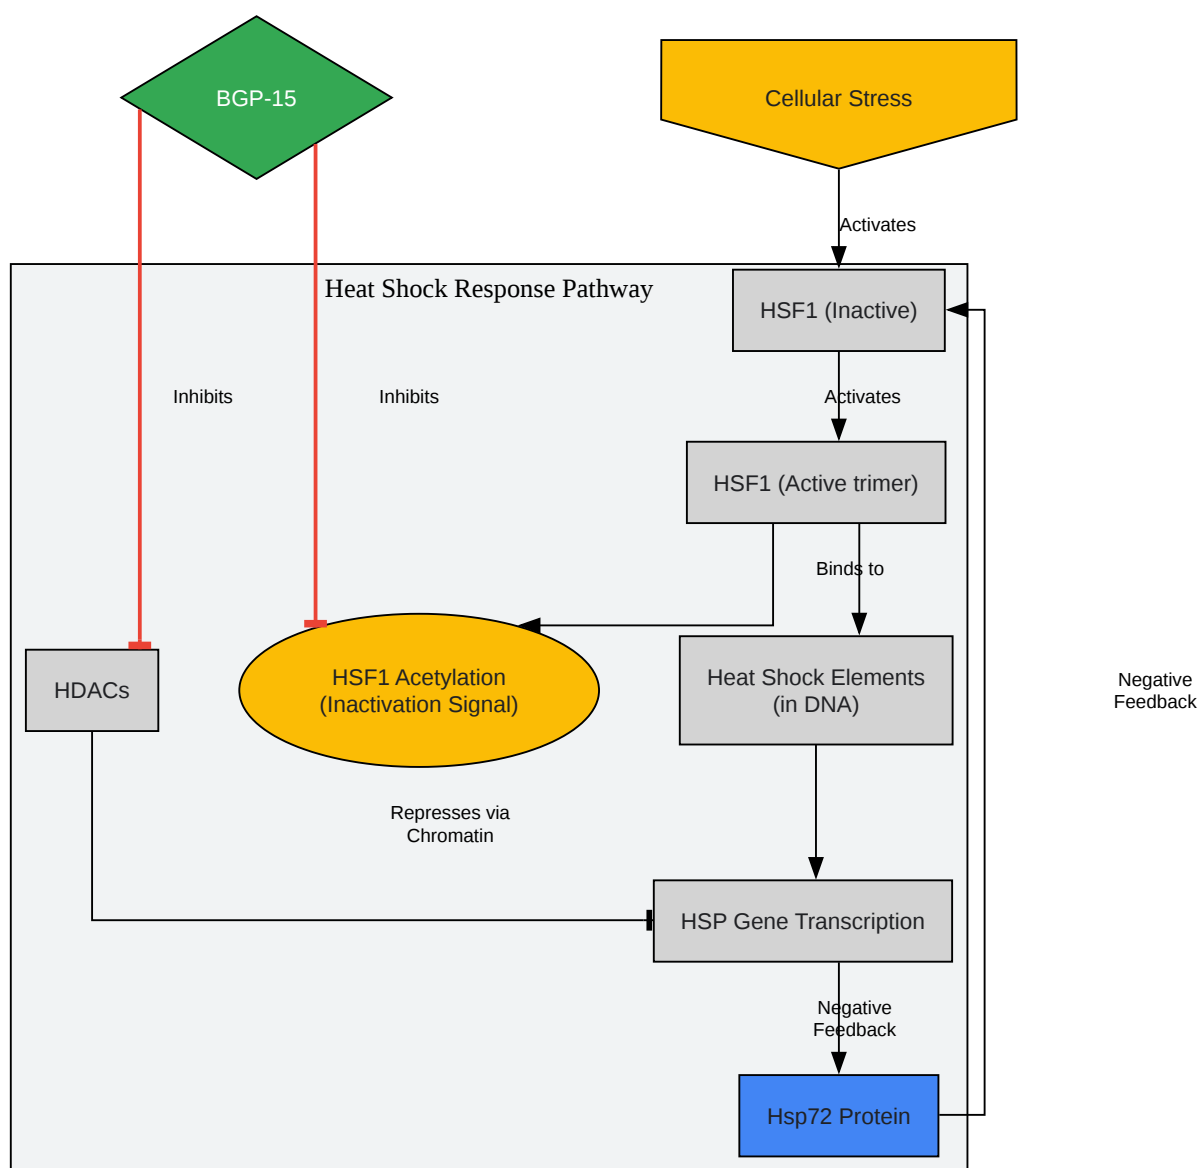 BGP-15
Cellular Stress
Activates
Heat Shock Response Pathway
HSF1 (Inactive)
Inhibits
Inhibits
Activates
HSF1 (Active trimer)
Binds to
HDACs
HSF1 Acetylation
(Inactivation Signal)
Heat Shock Elements
(in DNA)
Negative
Feedback
Represses via
Chromatin
HSP Gene Transcription
Negative
Feedback
Hsp72 Protein